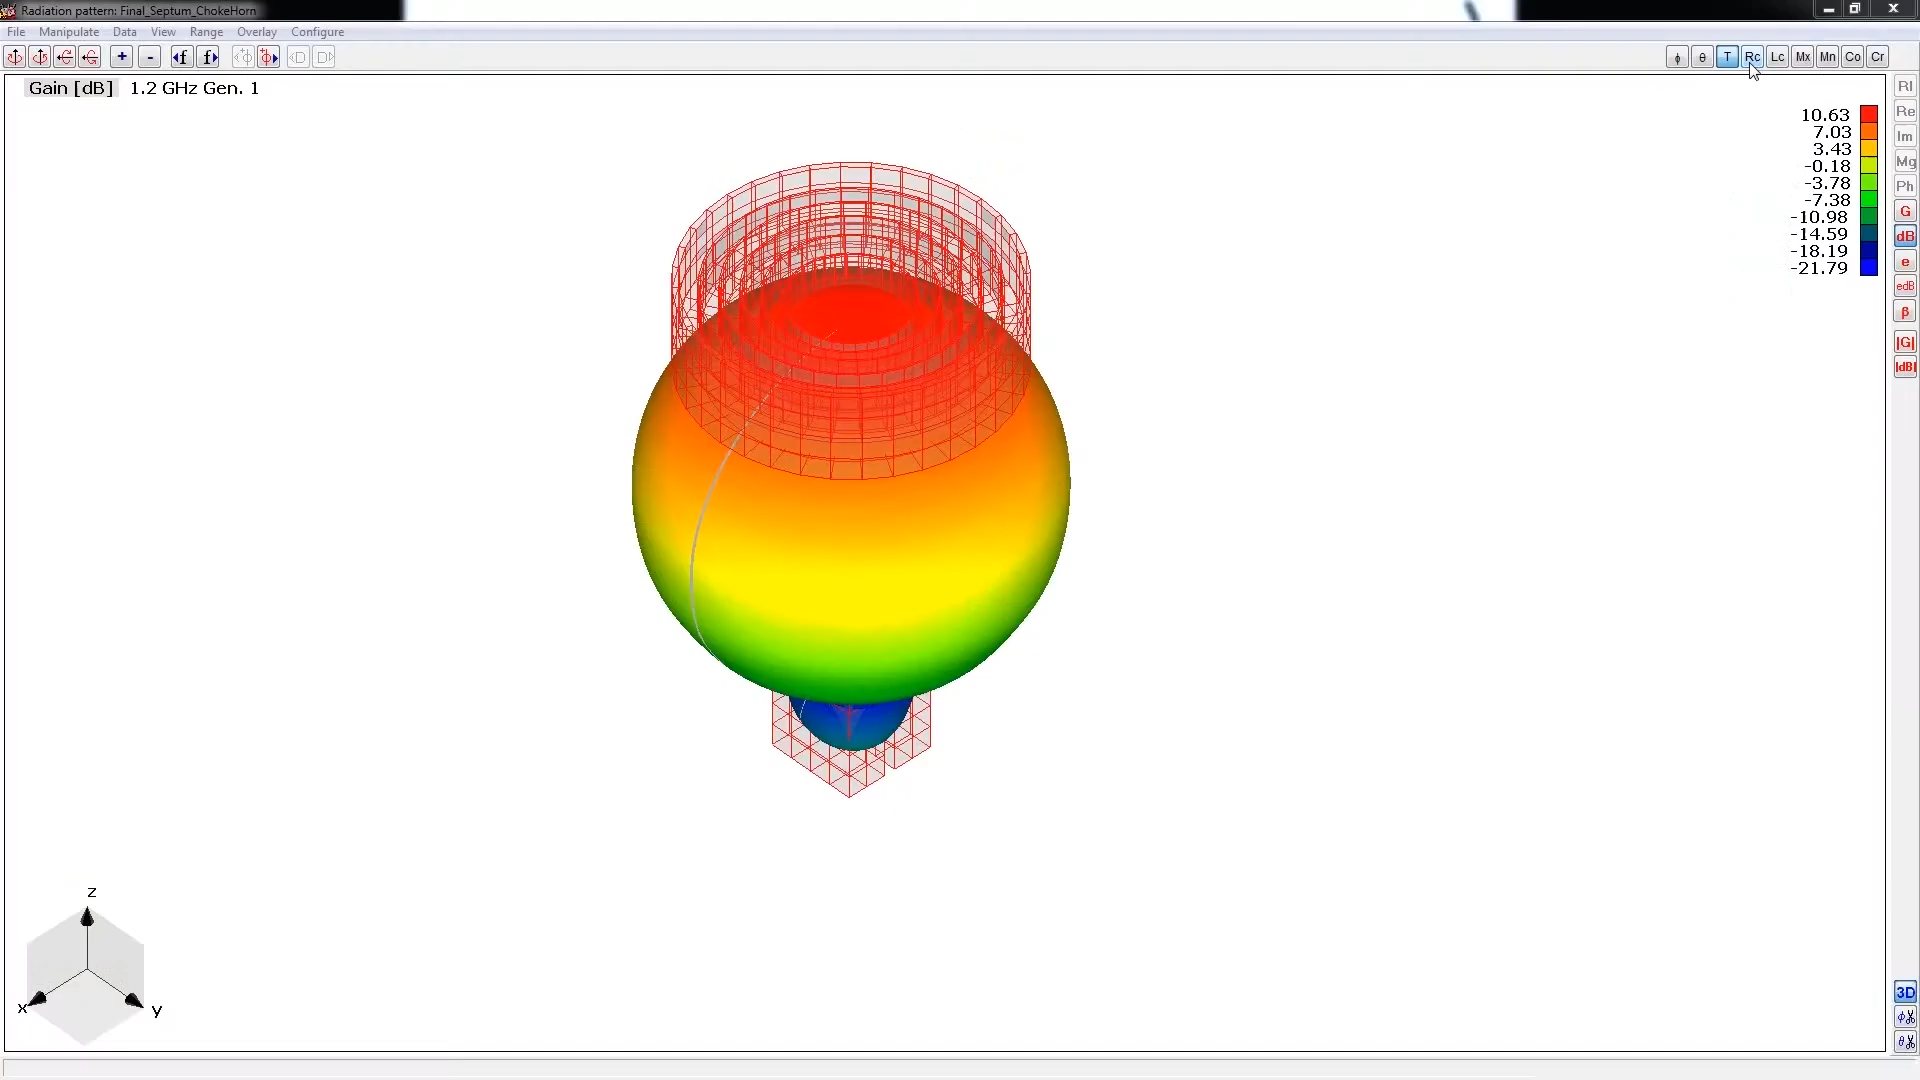 Radiation pattern: Final_Septum_ChokeHorn
File Manipulate Data View Range Overlay Configure
+ - f f D D
ϕ θ T Rc Lc Mx Mn Co Cr
Gain [dB] 1.2 GHz Gen. 1
10.63
7.03
3.43
-0.18
-3.78
-7.38
-10.98
-14.59
-18.19
-21.79
Rl
Re
Im
Mg
Ph
G
dB
e
edB
β
|G|
|dB|
z
x
y
3D
ϕ
θ